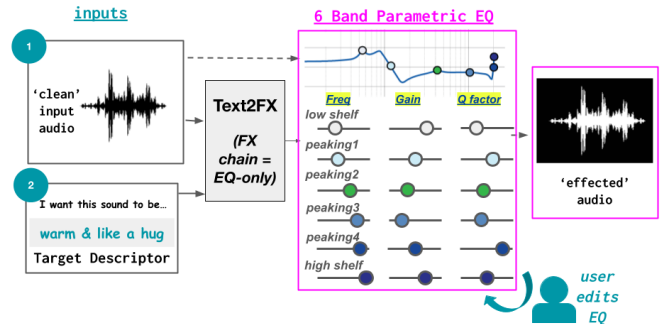 inputs
1
'clean'
input
audio
2
I want this sound to be…
warm & like a hug
Target Descriptor
Text2FX
(FX
chain =
EQ-only)
6 Band Parametric EQ
Freq Gain Q factor
low shelf
peaking1
peaking2
peaking3
peaking4
high shelf
'effected'
audio
user
edits
EQ